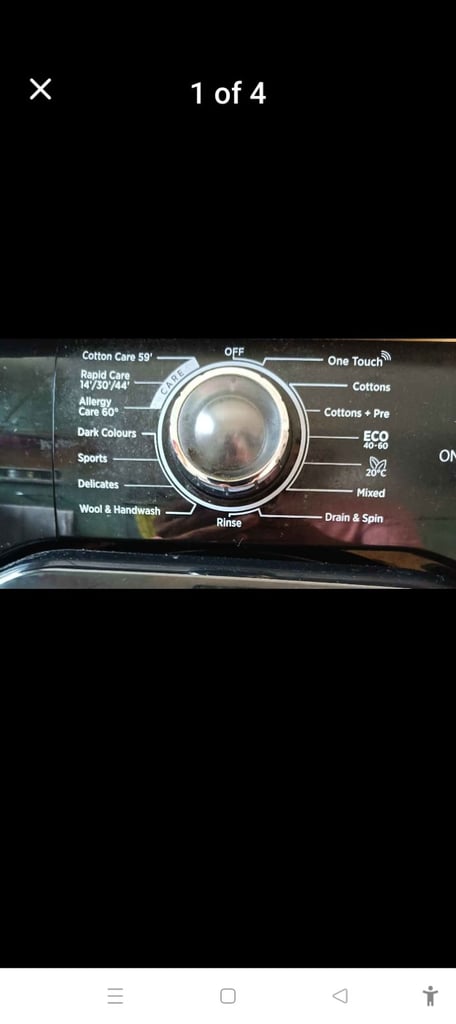 1 of 4
OFF
One Touch
Cottons
Cottons + Pre
ECO
40-60
20°C
Mixed
Drain & Spin
Rinse
Wool & Handwash
Delicates
Sports
Dark Colours
Allergy
Care 60°
Rapid Care
14'/30'/44'
Cotton Care 59'
CARE
ON